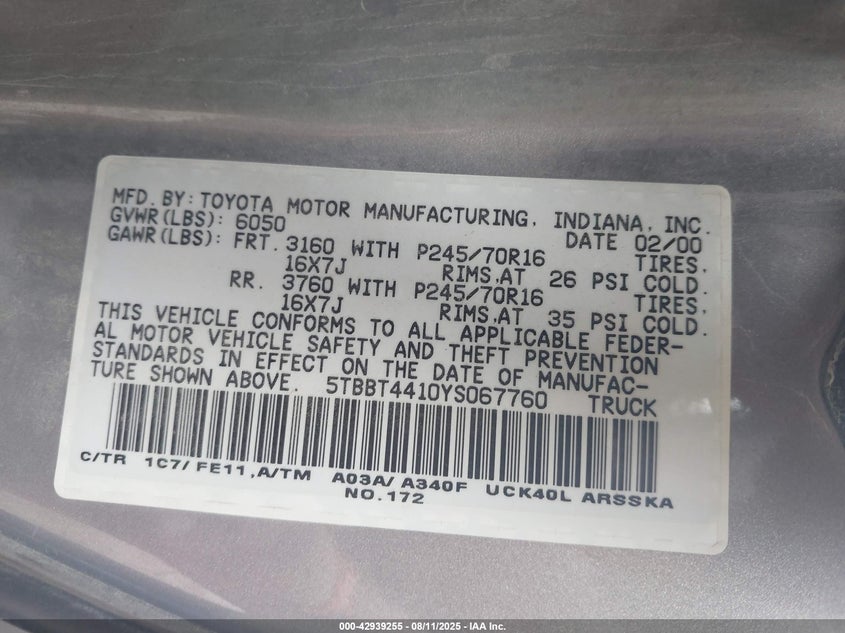 MFD. BY: TOYOTA MOTOR MANUFACTURING, INDIANA, INC.
GVWR(LBS): 6050 DATE 02/00
GAWR(LBS): FRT. 3160 WITH P245/70R16 TIRES,
16X7J RIMS,AT 26 PSI COLD.
RR. 3760 WITH P245/70R16 TIRES,
16X7J RIMS,AT 35 PSI COLD.
THIS VEHICLE CONFORMS TO ALL APPLICABLE FEDER-
AL MOTOR VEHICLE SAFETY AND THEFT PREVENTION
STANDARDS IN EFFECT ON THE DATE OF MANUFAC-
TURE SHOWN ABOVE. 5TBBT4410YS067760 TRUCK
C/TR 1C7/ FE11,A/TM A03A/ A340F UCK40L ARSSKA
NO.172
000-42939255 - 08/11/2025 - IAA Inc.